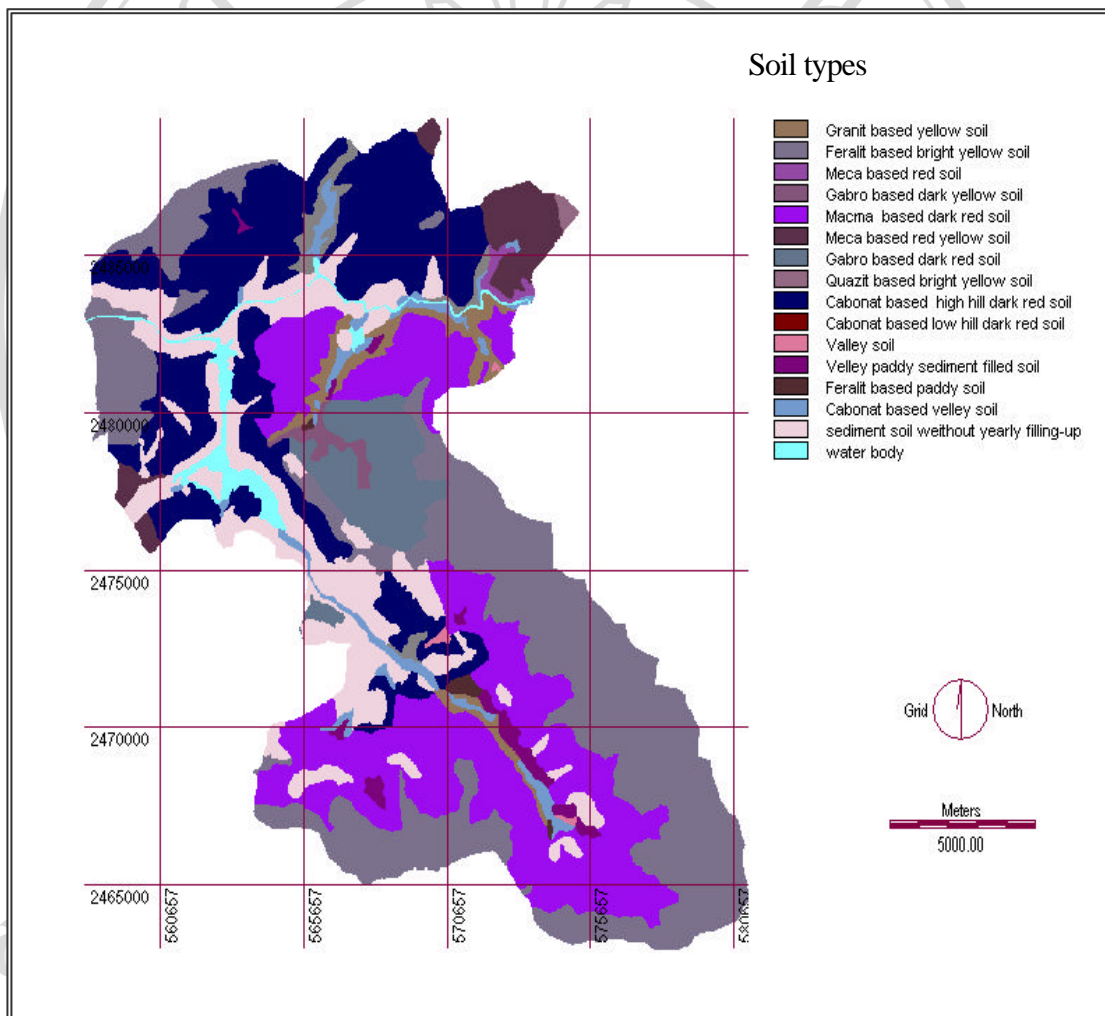 Soil types
Granit based yellow soil
Feralit based bright yellow soil
Meca based red soil
Gabro based dark yellow soil
Macma based dark red soil
Meca based red yellow soil
Gabro based dark red soil
Quazit based bright yellow soil
Cabonat based high hill dark red soil
Cabonat based low hill dark red soil
Valley soil
Velley paddy sediment filled soil
Feralit based paddy soil
Cabonat based velley soil
sediment soil weithout yearly filling-up
water body
2485000
2480000
2475000
2470000
2465000
560657
565657
570657
575657
580657
Grid North
Meters
5000.00